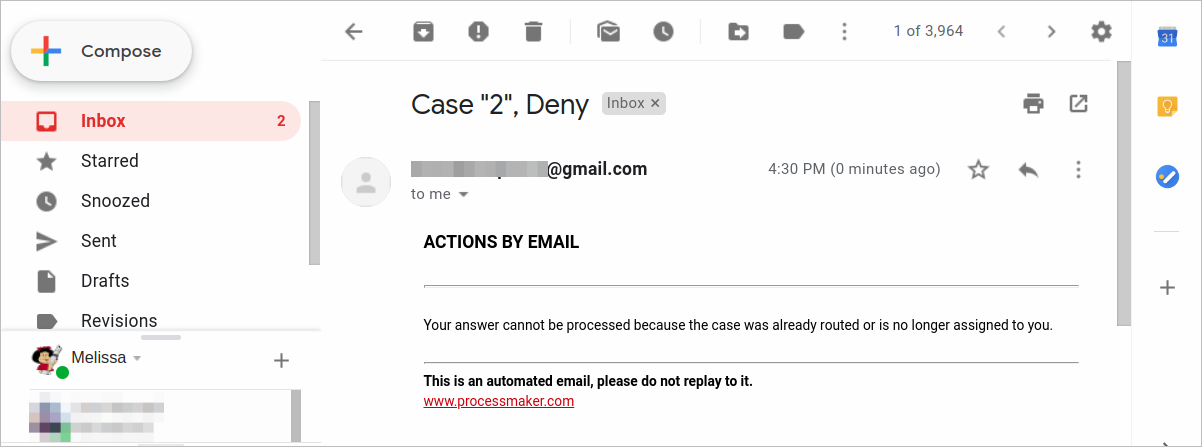 Compose
1 of 3,964
31
Case "2", Deny Inbox ×
Inbox 2
Starred
Snoozed
Sent
Drafts
Revisions
Melissa
@gmail.com 4:30 PM (0 minutes ago)
to me
ACTIONS BY EMAIL
Your answer cannot be processed because the case was already routed or is no longer assigned to you.
This is an automated email, please do not replay to it.
www.processmaker.com